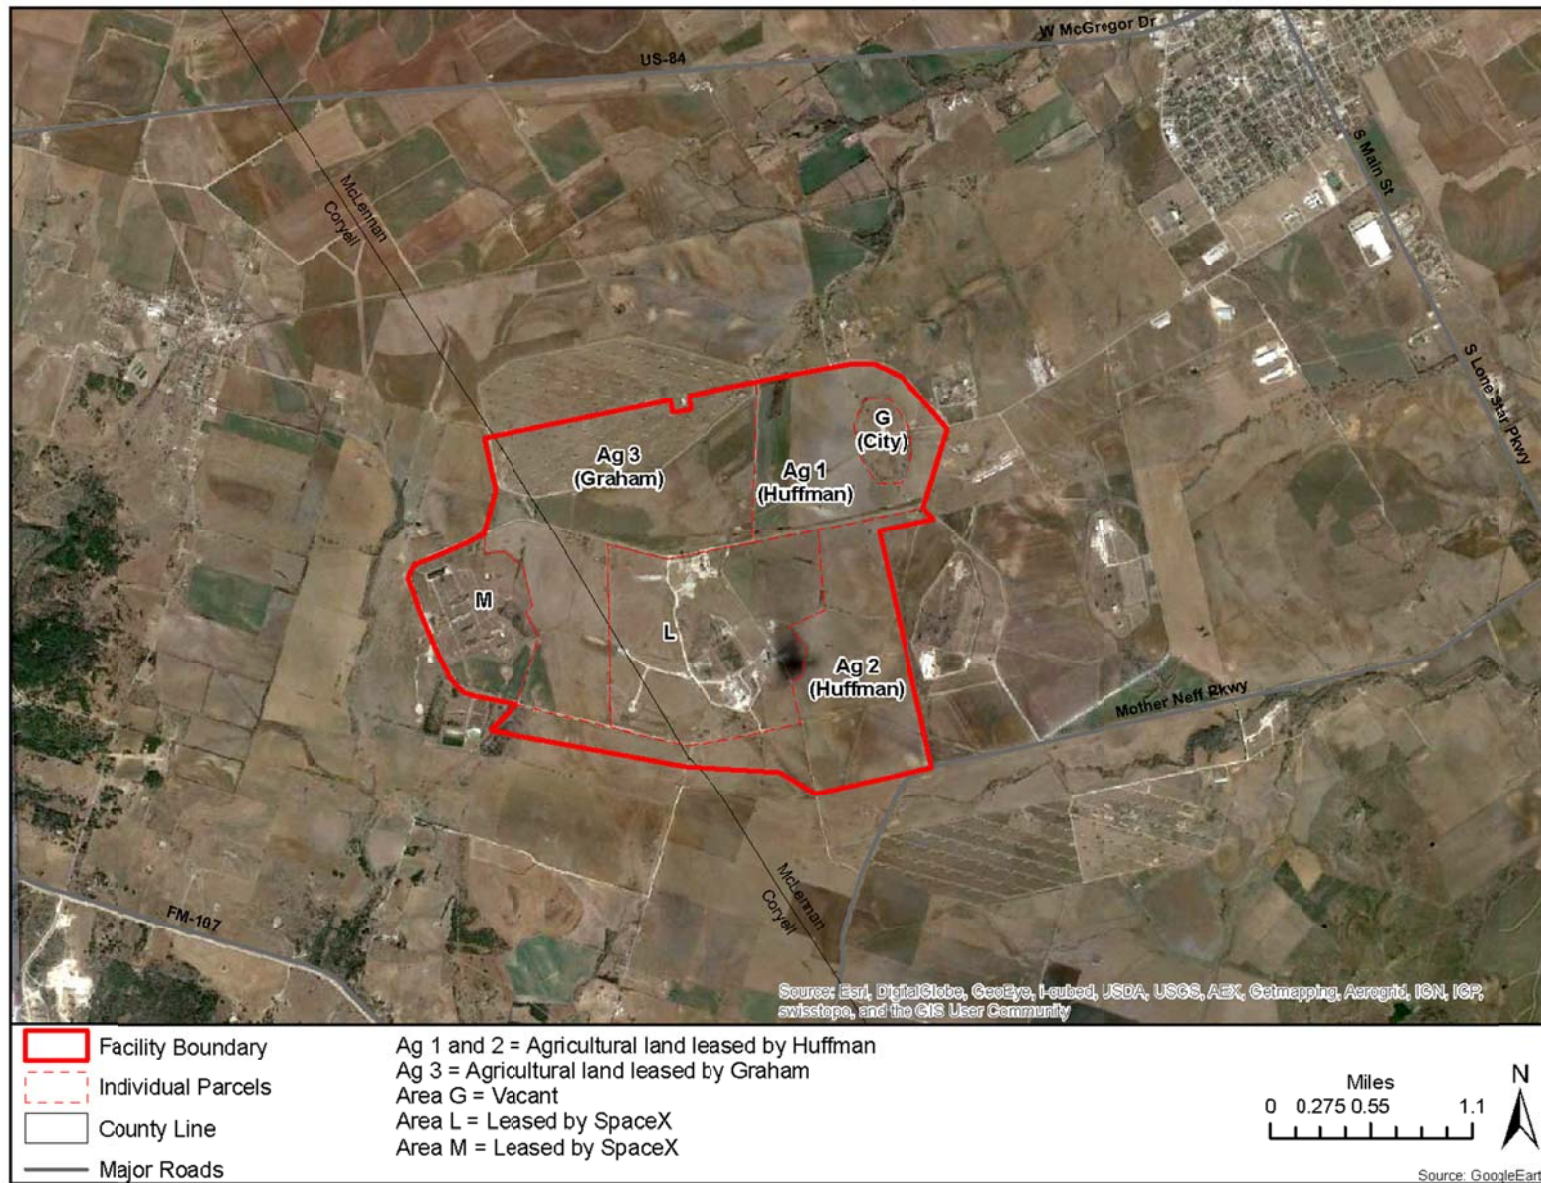 W McGregor Dr
US-84
S Main St
McLennan
Coryell
S Lone Star Pkwy
G
(City)
Ag 3
(Graham)
Ag 1
(Huffman)
M
L
Ag 2
(Huffman)
Mother Neff Pkwy
McLennan
Coryell
FM-107
Source: Esri, DigitalGlobe, GeoEye, i-cubed, USDA, USGS, AEX, Getmapping, Aerogrid, IGN, IGP,
swisstopo, and the GIS User Community
Facility Boundary
Individual Parcels
County Line
Major Roads
Ag 1 and 2 = Agricultural land leased by Huffman
Ag 3 = Agricultural land leased by Graham
Area G = Vacant
Area L = Leased by SpaceX
Area M = Leased by SpaceX
Miles
0 0.275 0.55 1.1
N
Source: GoogleEart